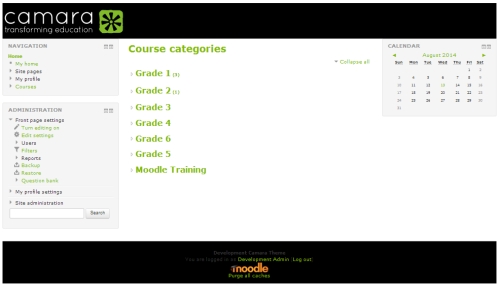 camara
transforming education
NAVIGATION
Home
My home
Site pages
My profile
Courses
ADMINISTRATION
Front page settings
Turn editing on
Edit settings
Users
Filters
Reports
Backup
Restore
Question bank
My profile settings
Site administration
Search
Course categories
Collapse all
Grade 1 (9)
Grade 2 (1)
Grade 3
Grade 4
Grade 6
Grade 5
Moodle Training
CALENDAR
August 2014
Sun Mon Tue Wed Thu Fri Sat
1 2
3 4 5 6 7 8 9
10 11 12 13 14 15 16
17 18 19 20 21 22 23
24 25 26 27 28 29 30
31
Development Camara Theme
You are logged in as Development Admin (Log out)
moodle
Purge all caches